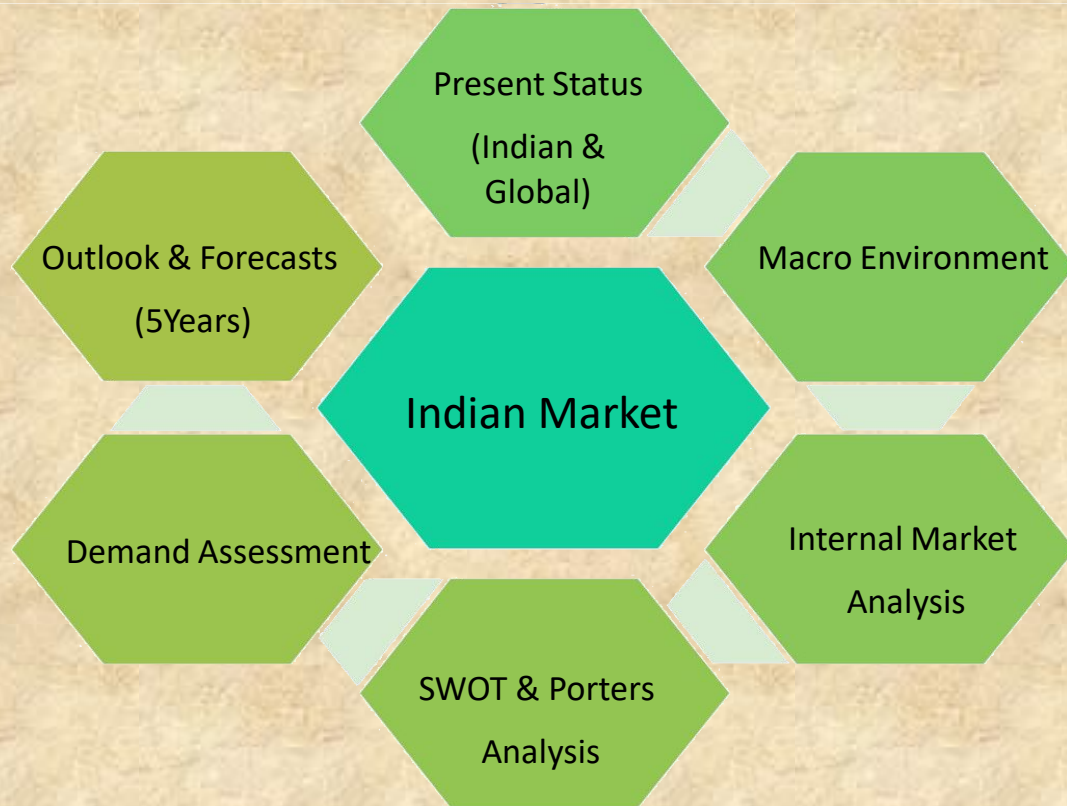 Present Status
(Indian &
Global)
Macro Environment
Internal Market
Analysis
SWOT & Porters
Analysis
Demand Assessment
Outlook & Forecasts
(5Years)
Indian Market